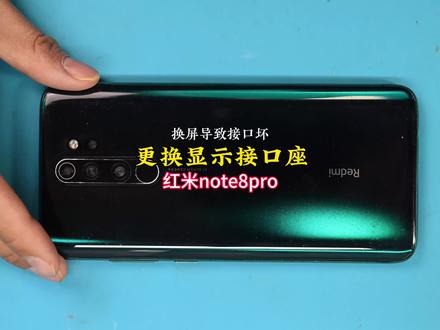 换屏导致接口坏
更换显示接口座
红米note8pro
Redmi